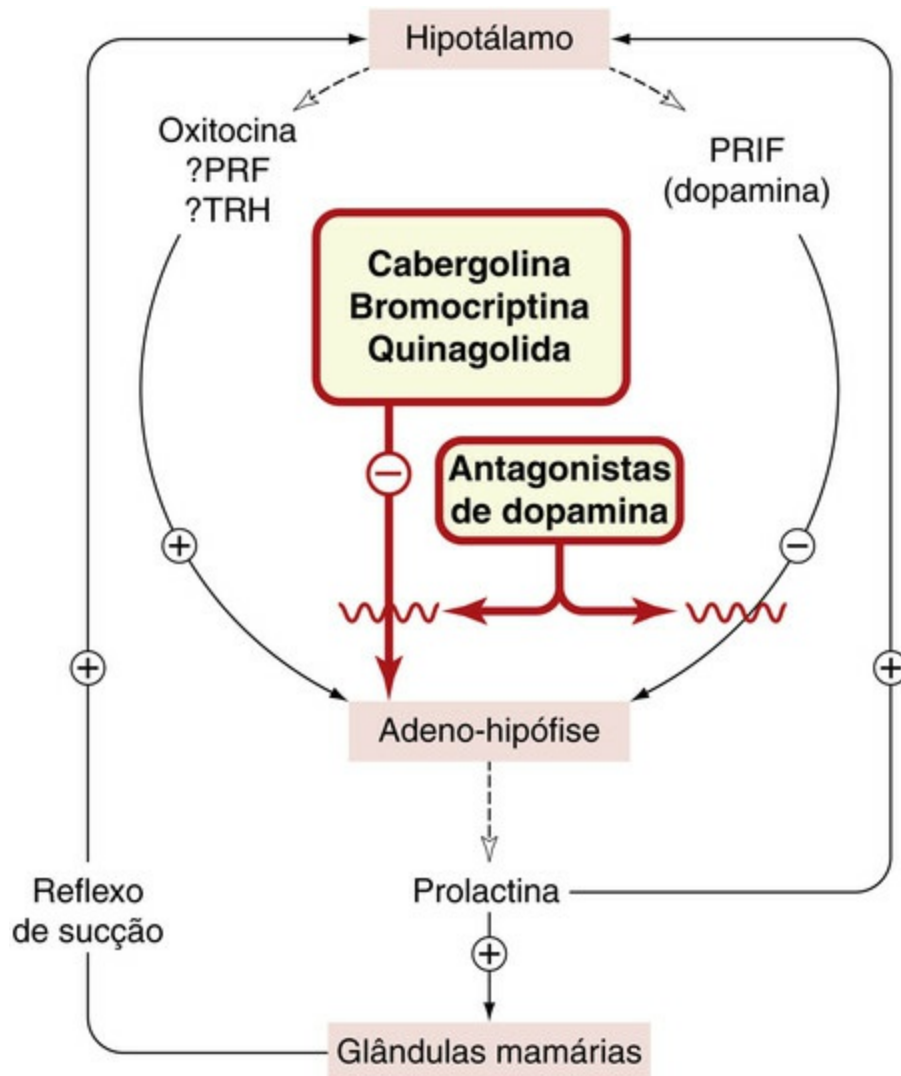 Hipotálamo
Oxitocina
?PRF
?TRH
PRIF
(dopamina)
Cabergolina
Bromocriptina
Quinagolida
−
Antagonistas
de dopamina
+
−
+
+
Adeno-hipófise
Reflexo
de sucção
Prolactina
+
Glândulas mamárias